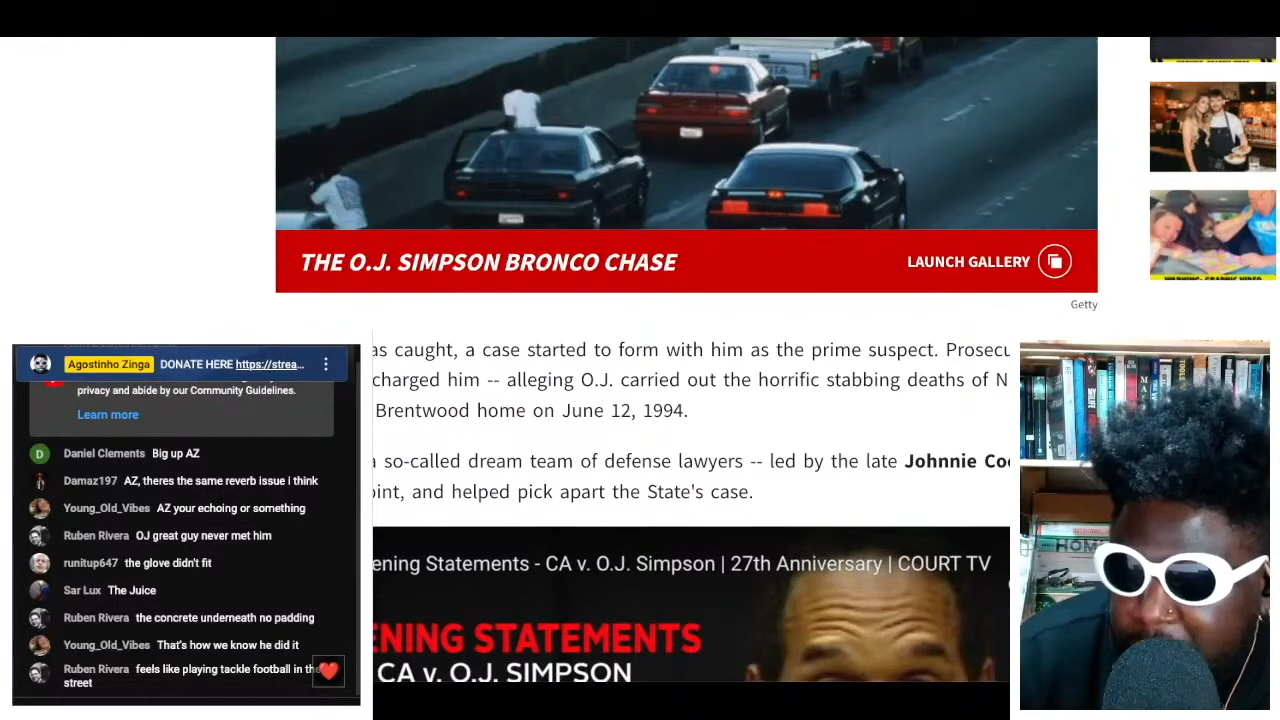 THE O.J. SIMPSON BRONCO CHASE
LAUNCH GALLERY
Getty
as caught, a case started to form with him as the prime suspect. Prosecu
charged him -- alleging O.J. carried out the horrific stabbing deaths of N
Brentwood home on June 12, 1994.
so-called dream team of defense lawyers -- led by the late Johnnie Coc
oint, and helped pick apart the State's case.
ening Statements - CA v. O.J. Simpson | 27th Anniversary | COURT TV
ENING STATEMENTS
CA v. O.J. SIMPSON
Agostinho Zinga DONATE HERE https://strea...
privacy and abide by our Community Guidelines.
Learn more
D Daniel Clements Big up AZ
Damaz197 AZ, theres the same reverb issue i think
Young_Old_Vibes AZ your echoing or something
Ruben Rivera OJ great guy never met him
runitup647 the glove didn't fit
Sar Lux The Juice
Ruben Rivera the concrete underneath no padding
Young_Old_Vibes That's how we know he did it
Ruben Rivera feels like playing tackle football in the
street
HOM